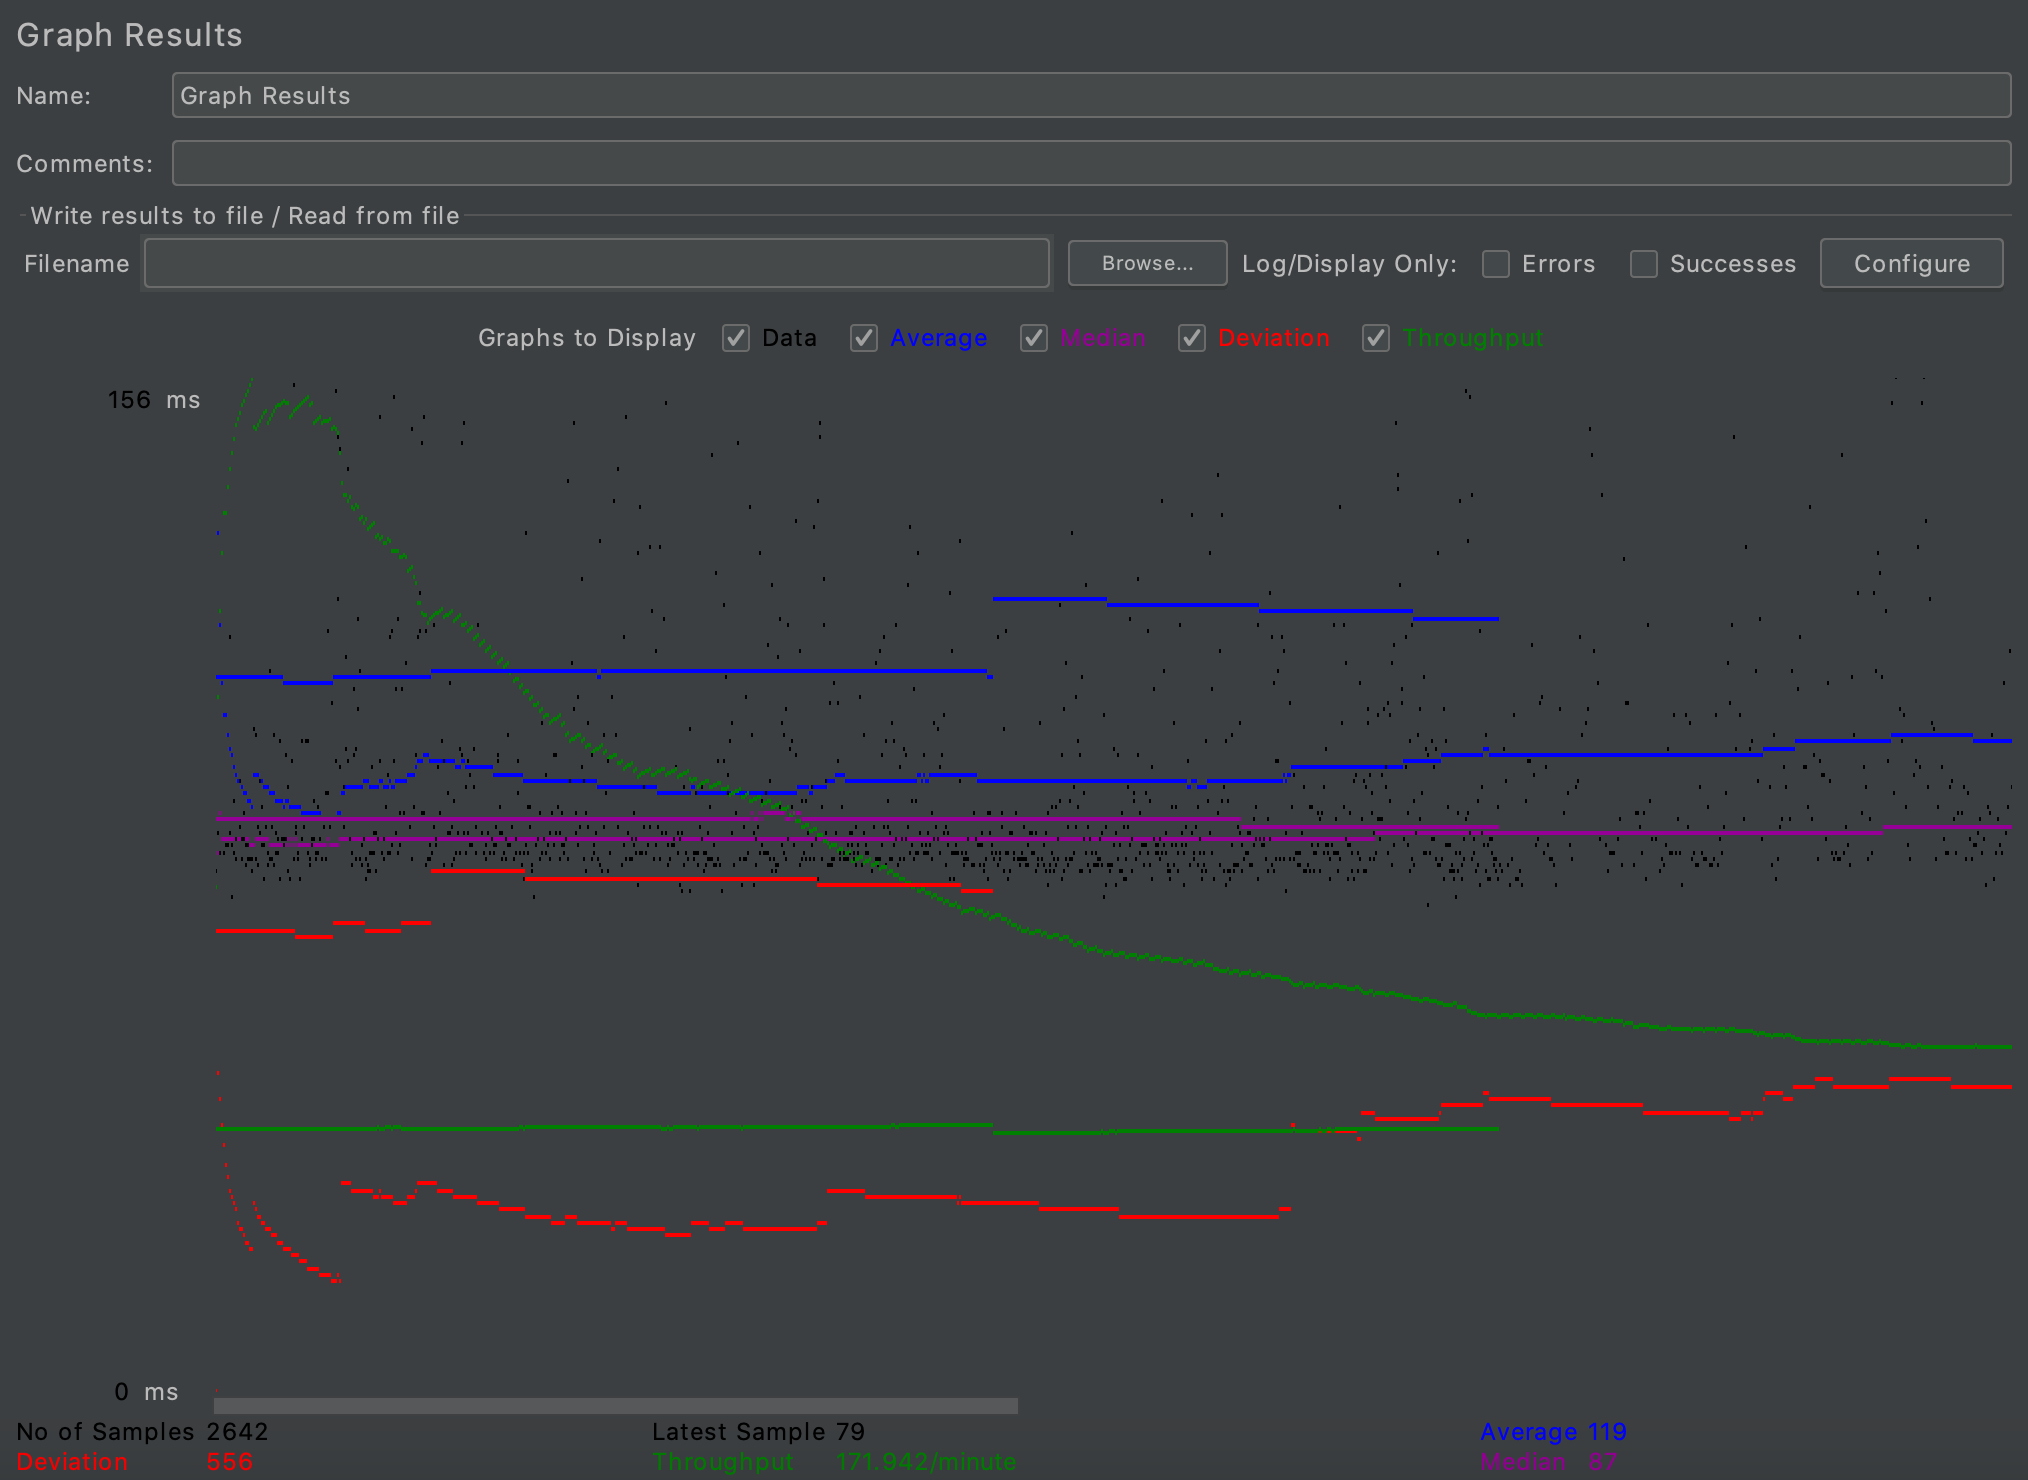 Graph Results
Name: Graph Results
Comments:
Write results to file / Read from file
Filename Browse... Log/Display Only: Errors Successes Configure
Graphs to Display Data Average Median Deviation Throughput
156 ms
0 ms
No of Samples 2642 Latest Sample 79 Average 119
Deviation 556 Throughput 171.942/minute Median 87